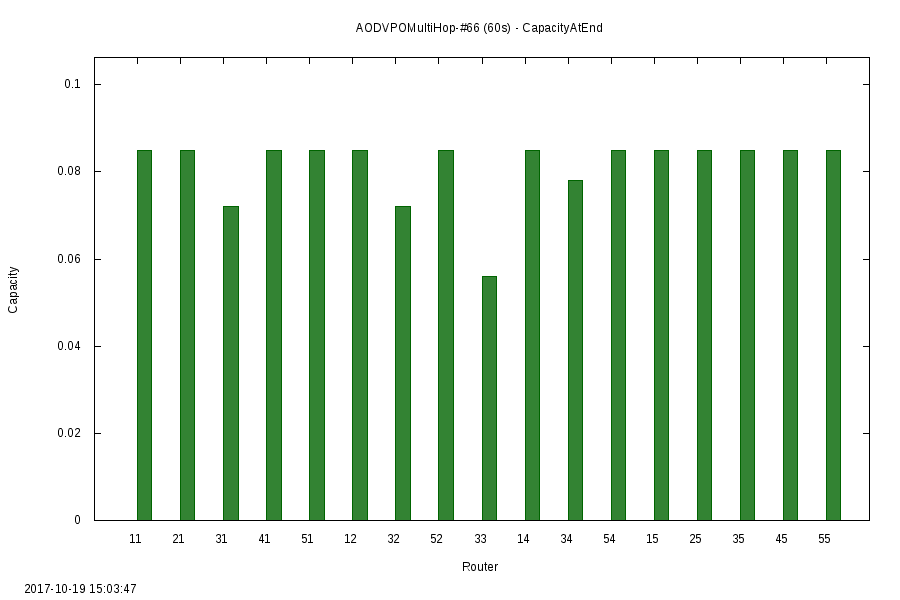 AODVPOMultiHop-#66 (60s) - CapacityAtEnd
0.1
0.08
0.06
0.04
0.02
0
Capacity
11 21 31 41 51 12 32 52 33 14 34 54 15 25 35 45 55
Router
2017-10-19 15:03:47